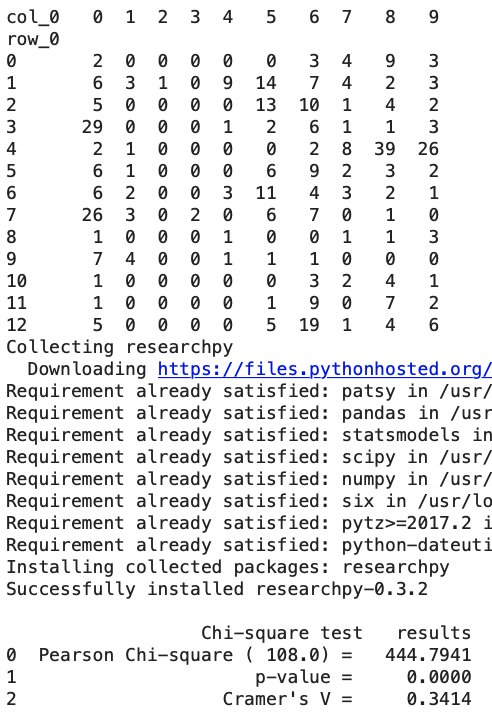 col_0 0 1 2 3 4 5 6 7 8 9
row_0
0 2 0 0 0 0 0 3 4 9 3
1 6 3 1 0 9 14 7 4 2 3
2 5 0 0 0 0 13 10 1 4 2
3 29 0 0 0 1 2 6 1 1 3
4 2 1 0 0 0 0 2 8 39 26
5 6 1 0 0 0 6 9 2 3 2
6 6 2 0 0 3 11 4 3 2 1
7 26 3 0 2 0 6 7 0 1 0
8 1 0 0 0 1 0 0 1 1 3
9 7 4 0 0 1 1 1 0 0 0
10 1 0 0 0 0 0 3 2 4 1
11 1 0 0 0 0 1 9 0 7 2
12 5 0 0 0 0 5 19 1 4 6
Collecting researchpy
Downloading https://files.pythonhosted.org/
Requirement already satisfied: patsy in /usr/
Requirement already satisfied: pandas in /usr
Requirement already satisfied: statsmodels in
Requirement already satisfied: scipy in /usr/
Requirement already satisfied: numpy in /usr/
Requirement already satisfied: six in /usr/lo
Requirement already satisfied: pytz>=2017.2 i
Requirement already satisfied: python-dateuti
Installing collected packages: researchpy
Successfully installed researchpy-0.3.2
Chi-square test results
0 Pearson Chi-square ( 108.0) = 444.7941
1 p-value = 0.0000
2 Cramer's V = 0.3414